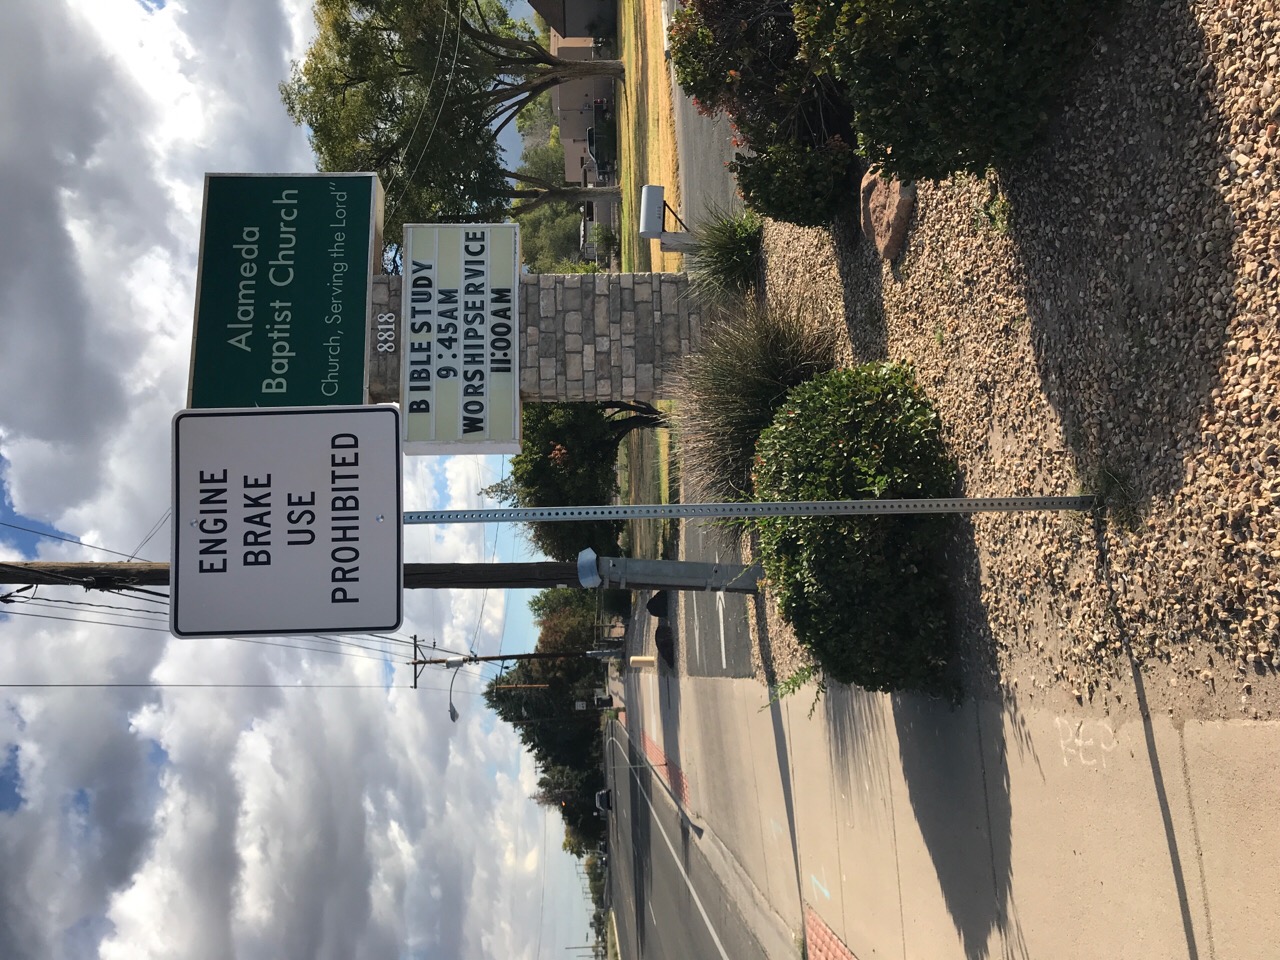 ENGINE
BRAKE
USE
PROHIBITED
Alameda
Baptist Church
Church, Serving the Lord"
8818
BIBLE STUDY
9:45AM
WORSHIPSERVICE
11:00AM